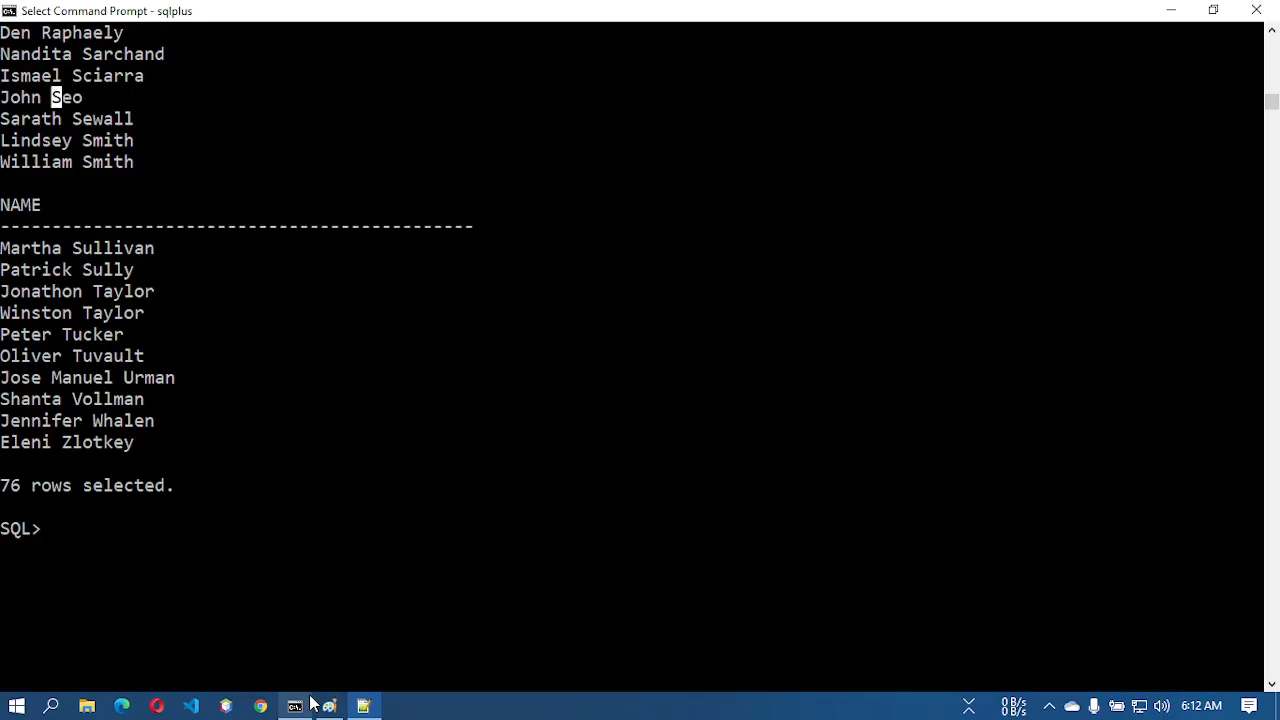 Select Command Prompt - sqlplus
Den Raphaely
Nandita Sarchand
Ismael Sciarra
John Seo
Sarath Sewall
Lindsey Smith
William Smith
NAME
----------------------------------------------
Martha Sullivan
Patrick Sully
Jonathon Taylor
Winston Taylor
Peter Tucker
Oliver Tuvault
Jose Manuel Urman
Shanta Vollman
Jennifer Whalen
Eleni Zlotkey
76 rows selected.
SQL>
0 B/s
0 B/s
6:12 AM